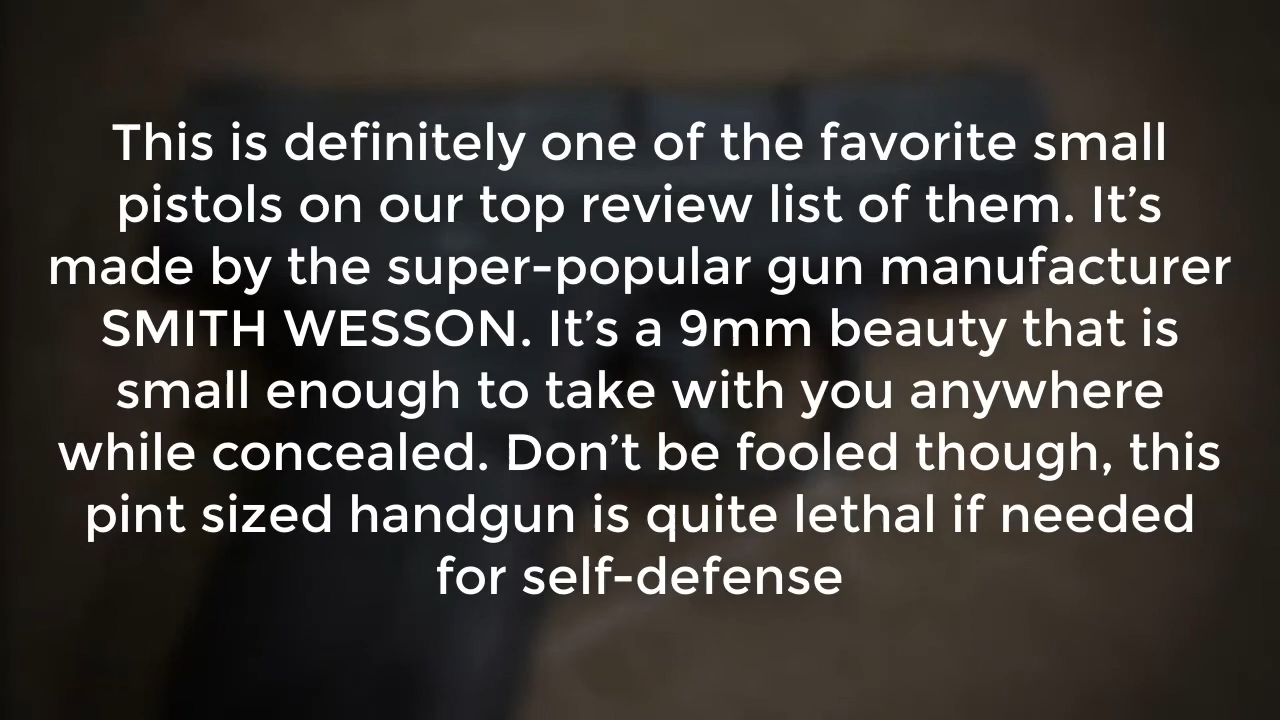 This is definitely one of the favorite small
pistols on our top review list of them. It’s
made by the super-popular gun manufacturer
SMITH WESSON. It’s a 9mm beauty that is
small enough to take with you anywhere
while concealed. Don’t be fooled though, this
pint sized handgun is quite lethal if needed
for self-defense